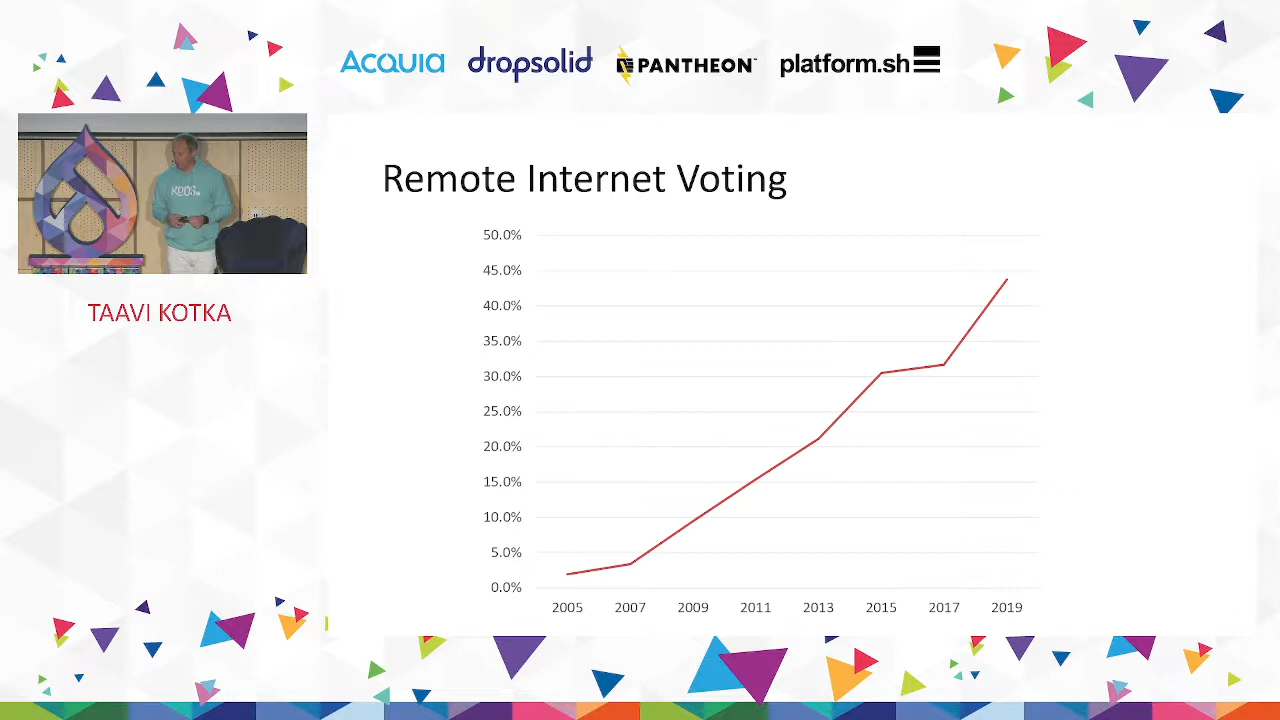 Acquia dropsolid PANTHEON platform.sh
KOOS
TAAVI KOTKA
Remote Internet Voting
50.0%
45.0%
40.0%
35.0%
30.0%
25.0%
20.0%
15.0%
10.0%
5.0%
0.0%
2005 2007 2009 2011 2013 2015 2017 2019